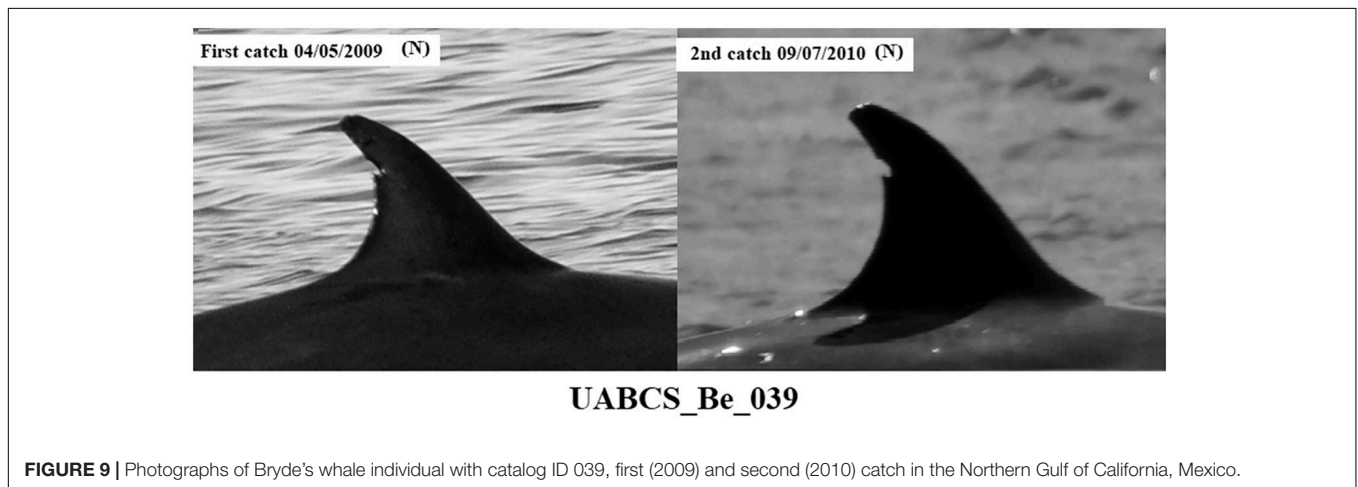 First catch 04/05/2009 (N)
2nd catch 09/07/2010 (N)
UABCS_Be_039
FIGURE 9 | Photographs of Bryde's whale individual with catalog ID 039, first (2009) and second (2010) catch in the Northern Gulf of California, Mexico.